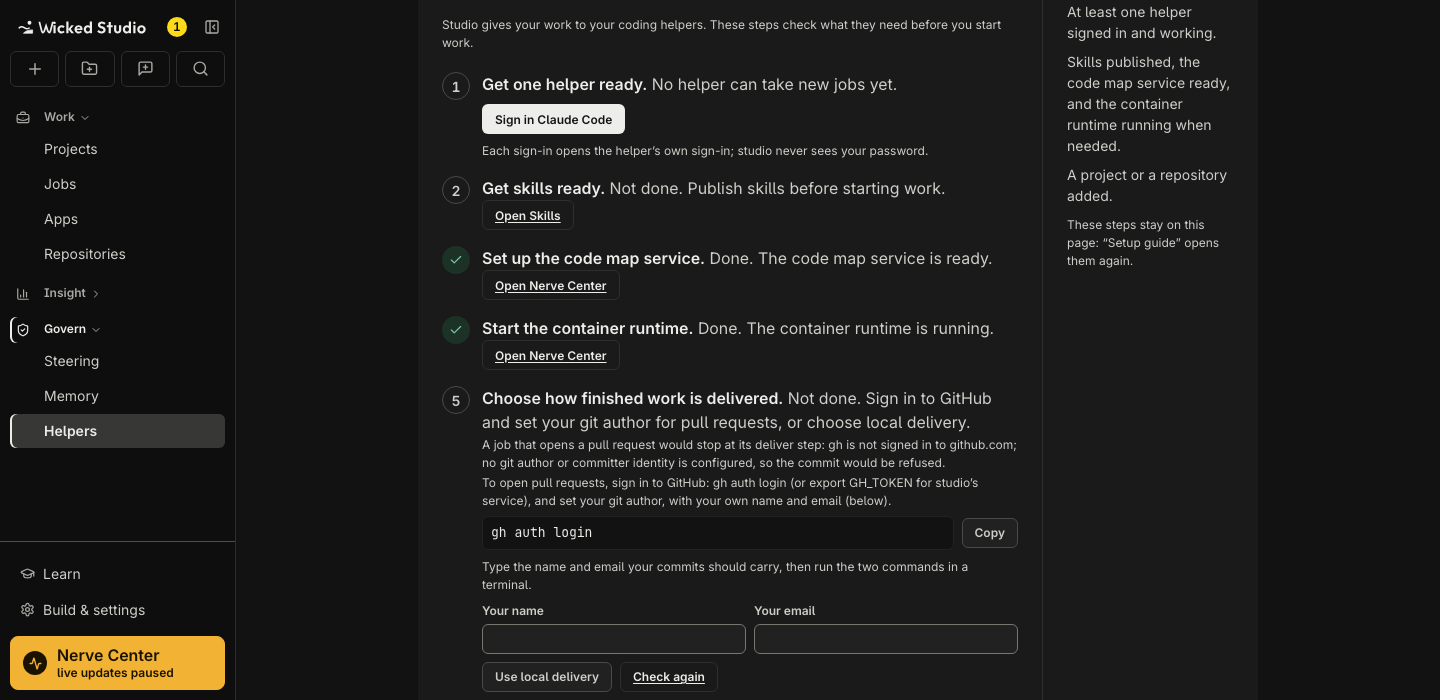 Wicked Studio
1
Work
Projects
Jobs
Apps
Repositories
Insight
Govern
Steering
Memory
Helpers
Learn
Build & settings
Nerve Center
live updates paused
Studio gives your work to your coding helpers. These steps check what they need before you start
work.
1
Get one helper ready. No helper can take new jobs yet.
Sign in Claude Code
Each sign-in opens the helper’s own sign-in; studio never sees your password.
2
Get skills ready. Not done. Publish skills before starting work.
Open Skills
Set up the code map service. Done. The code map service is ready.
Open Nerve Center
Start the container runtime. Done. The container runtime is running.
Open Nerve Center
5
Choose how finished work is delivered. Not done. Sign in to GitHub
and set your git author for pull requests, or choose local delivery.
A job that opens a pull request would stop at its deliver step: gh is not signed in to github.com;
no git author or committer identity is configured, so the commit would be refused.
To open pull requests, sign in to GitHub: gh auth login (or export GH_TOKEN for studio’s
service), and set your git author, with your own name and email (below).
gh auth login
Copy
Type the name and email your commits should carry, then run the two commands in a
terminal.
Your name
Your email
Use local delivery
Check again
At least one helper
signed in and working.
Skills published, the
code map service ready,
and the container
runtime running when
needed.
A project or a repository
added.
These steps stay on this
page: “Setup guide” opens
them again.